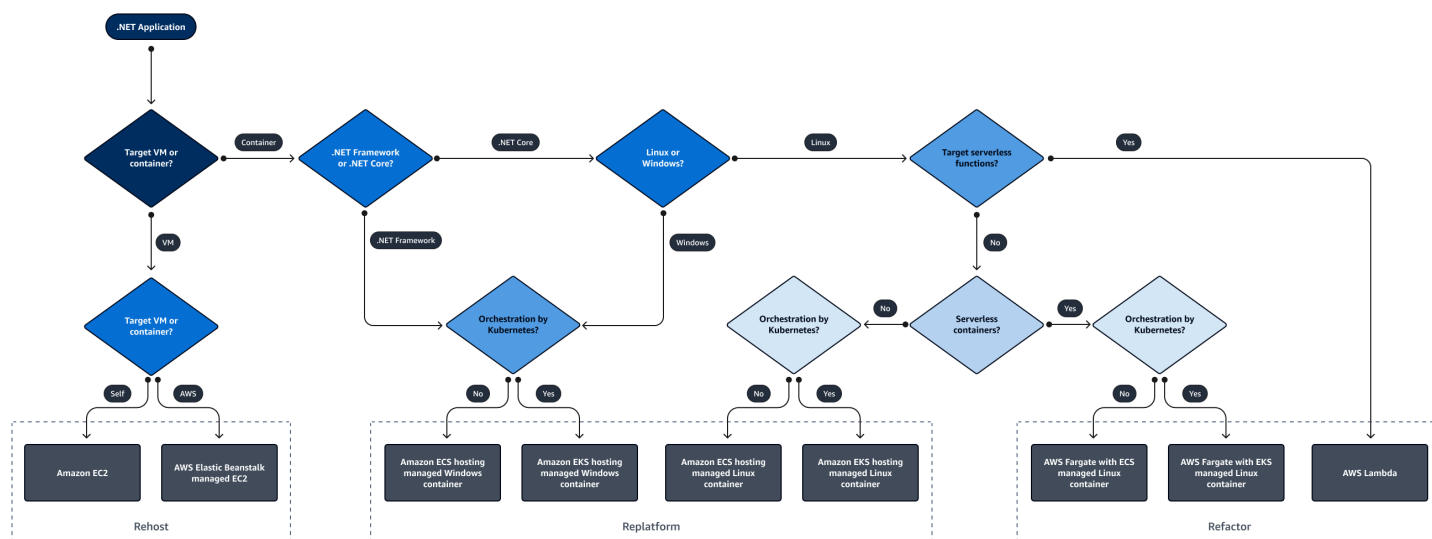 .NET Application
Target VM or
container?
Container
.NET Framework
or .NET Core?
.NET Core
Linux or
Windows?
Linux
Target serverless
functions?
Yes
VM
.NET Framework
Windows
No
Target VM or
container?
Orchestration by
Kubernetes?
Orchestration by
Kubernetes?
No
Serverless
containers?
Yes
Orchestration by
Kubernetes?
Self
AWS
No
Yes
No
Yes
No
Yes
Amazon EC2
AWS Elastic Beanstalk
managed EC2
Amazon ECS hosting
managed Windows
container
Amazon EKS hosting
managed Windows
container
Amazon ECS hosting
managed Linux
container
Amazon EKS hosting
managed Linux
container
AWS Fargate with ECS
managed Linux
container
AWS Fargate with EKS
managed Linux
container
AWS Lambda
Rehost
Replatform
Refactor